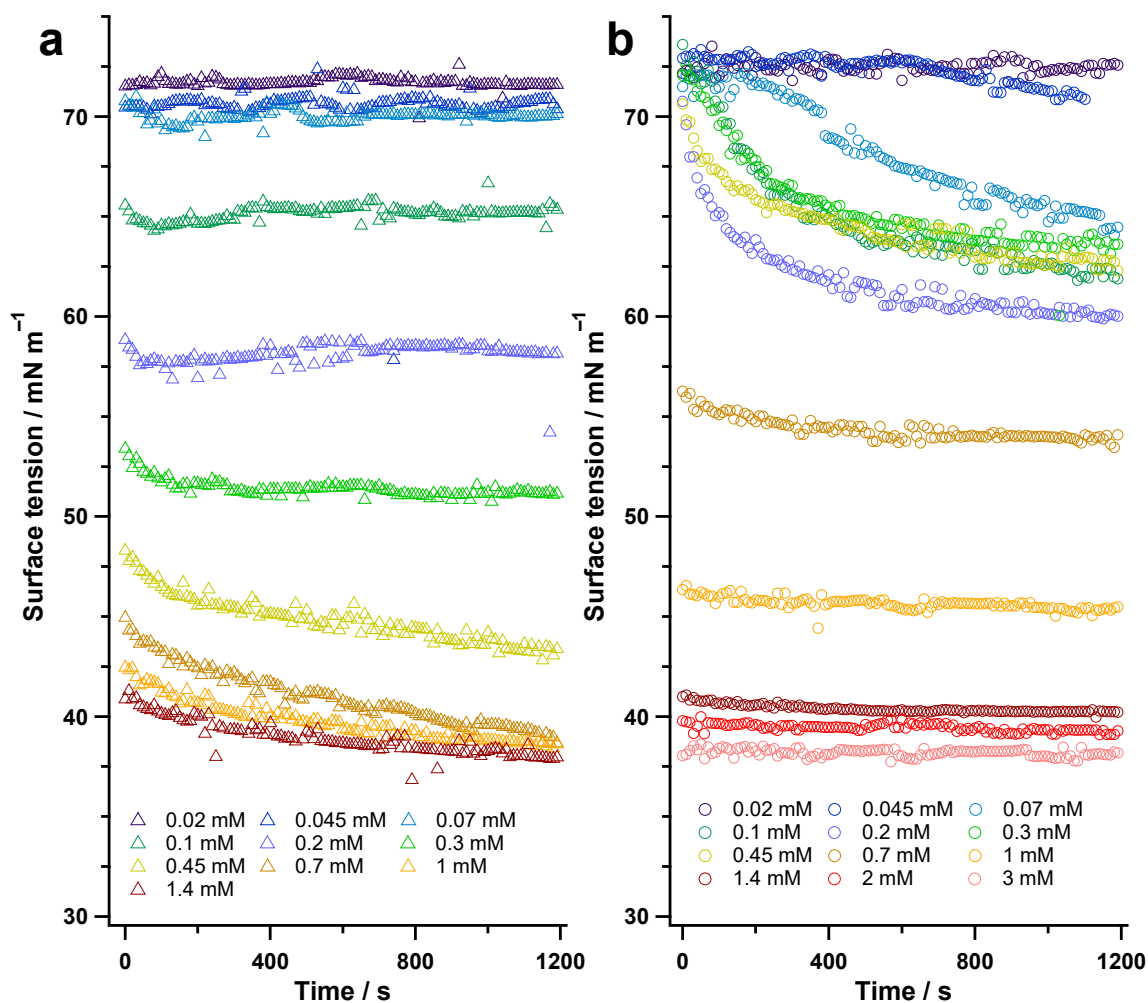 a
Surface tension / mN m⁻¹
70
60
50
40
30
0.02 mM 0.045 mM 0.07 mM
0.1 mM 0.2 mM 0.3 mM
0.45 mM 0.7 mM 1 mM
1.4 mM
0 400 800 1200
Time / s
b
Surface tension / mN m⁻¹
70
60
50
40
30
0.02 mM 0.045 mM 0.07 mM
0.1 mM 0.2 mM 0.3 mM
0.45 mM 0.7 mM 1 mM
1.4 mM 2 mM 3 mM
0 400 800 1200
Time / s